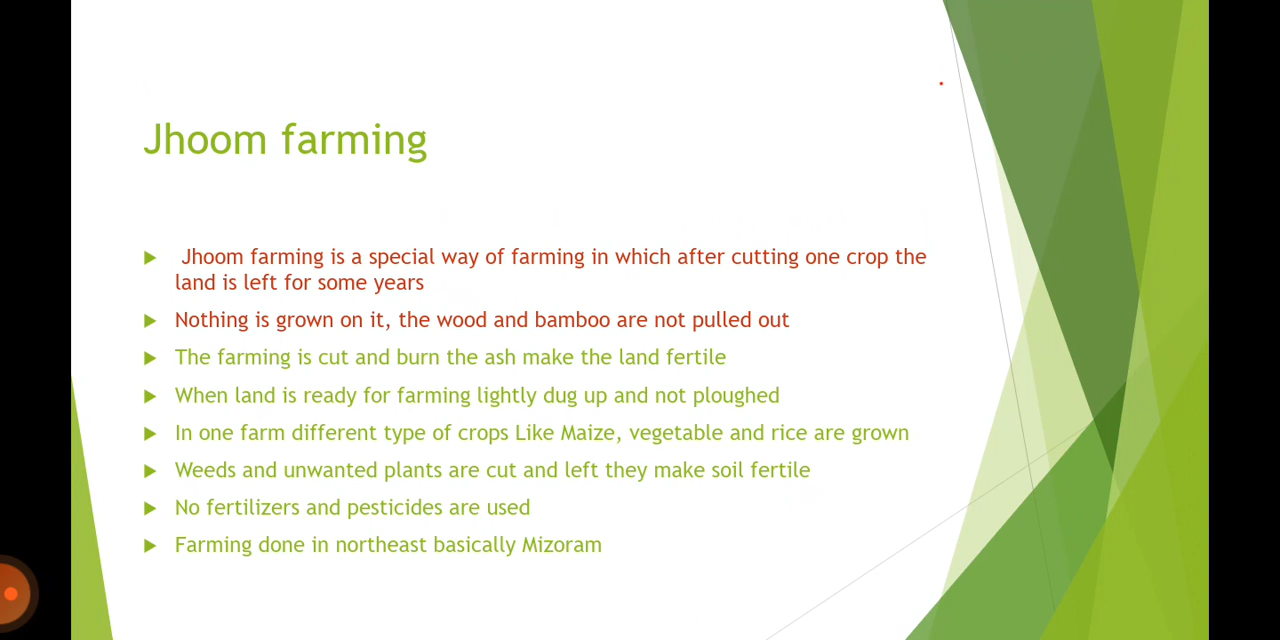 Jhoom farming
Jhoom farming is a special way of farming in which after cutting one crop the
land is left for some years
Nothing is grown on it, the wood and bamboo are not pulled out
The farming is cut and burn the ash make the land fertile
When land is ready for farming lightly dug up and not ploughed
In one farm different type of crops Like Maize, vegetable and rice are grown
Weeds and unwanted plants are cut and left they make soil fertile
No fertilizers and pesticides are used
Farming done in northeast basically Mizoram